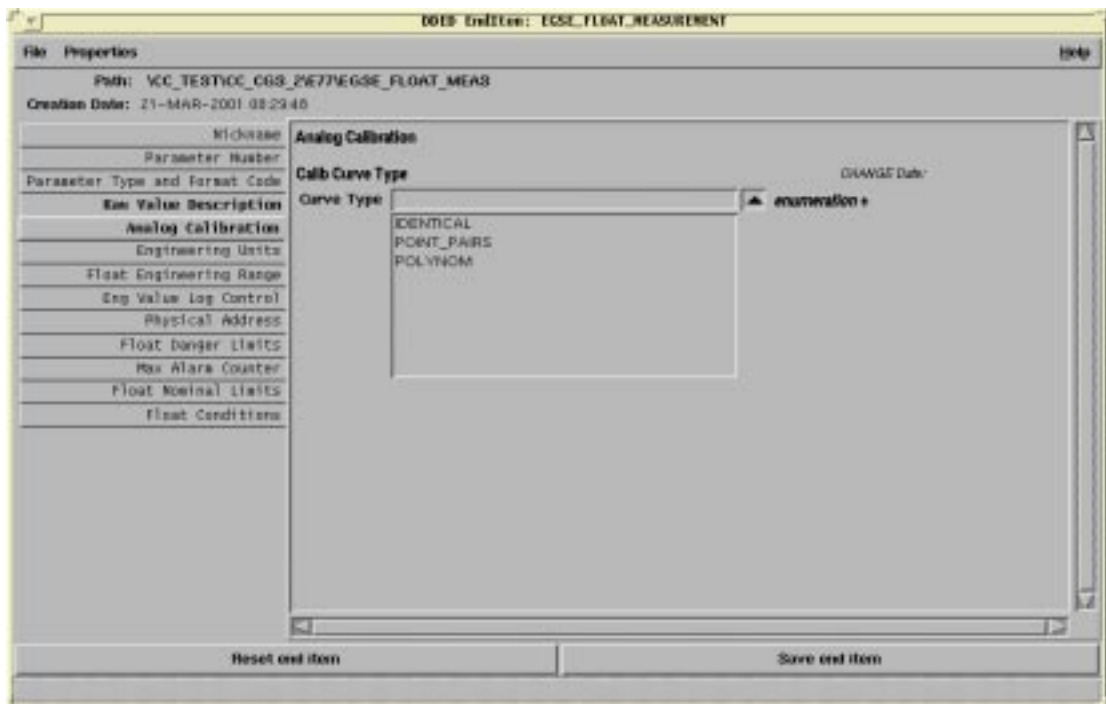 DDED EndItem: EGSE_FLOAT_MEASUREMENT
File Properties Help
Path: \CC_TEST\CC_CGS_2\E77\EGSE_FLOAT_MEAS
Creation Date: 21-MAR-2001 08:29:48
Nickname
Parameter Number
Parameter Type and Format Code
Raw Value Description
Analog Calibration
Engineering Units
Float Engineering Range
Eng Value Log Control
Physical Address
Float Danger Limits
Max Alarm Counter
Float Nominal Limits
Float Conditions
Analog Calibration
Calib Curve Type CHANGE Date:
Curve Type enumeration
IDENTICAL
POINT_PAIRS
POLYNOM
Reset end item Save end item